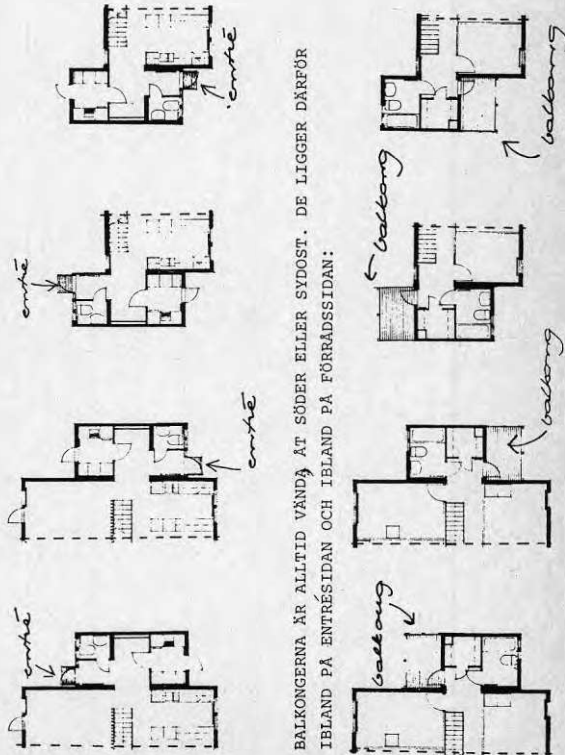 entré
entré
entré
entré
BALKONGERNA ÄR ALLTID VÄNDA ÅT SÖDER ELLER SYDOST. DE LIGGER DÄRFÖR
IBLAND PÅ ENTRÉSIDAN OCH IBLAND PÅ FÖRRÅDSSIDAN:
balkong
balkong
balkong
balkong